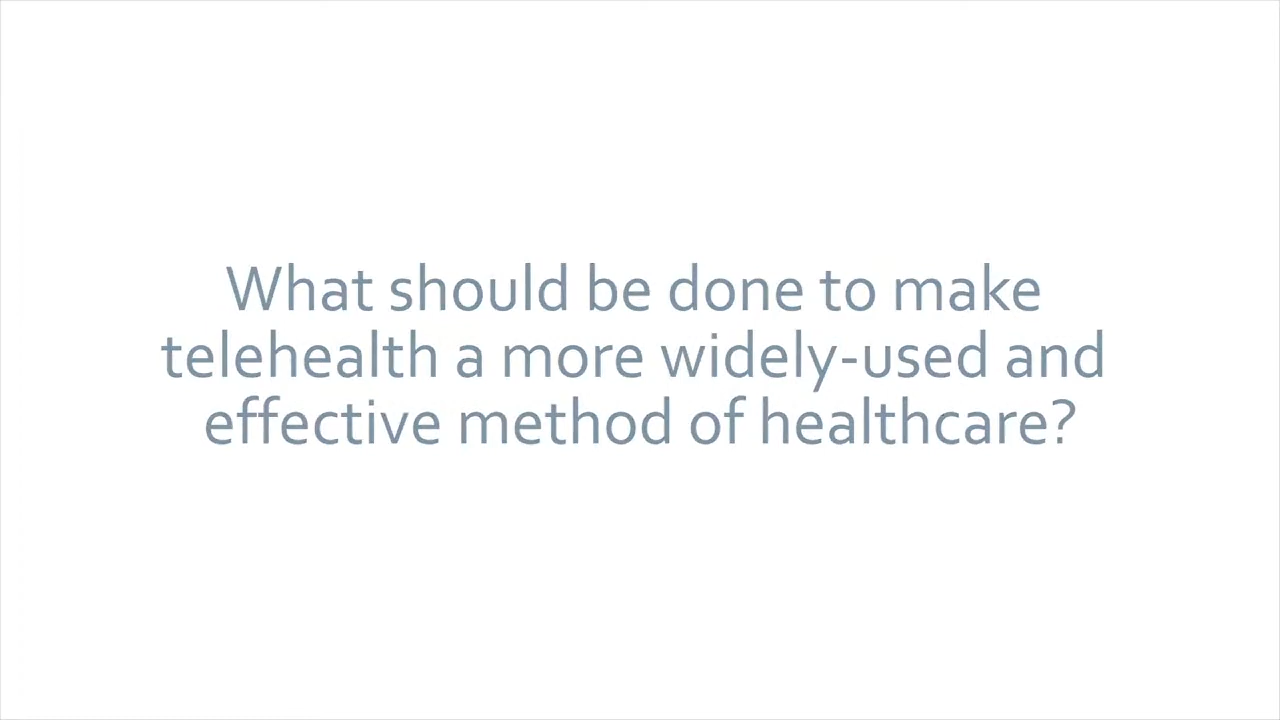 What should be done to make
telehealth a more widely-used and
effective method of healthcare?